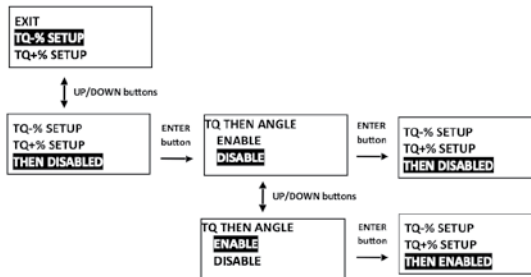 EXIT
TQ-% SETUP
TQ+% SETUP
UP/DOWN buttons
TQ-% SETUP
TQ+% SETUP
THEN DISABLED
ENTER
button
TQ THEN ANGLE
ENABLE
DISABLE
ENTER
button
TQ-% SETUP
TQ+% SETUP
THEN DISABLED
UP/DOWN buttons
TQ THEN ANGLE
ENABLE
DISABLE
ENTER
button
TQ-% SETUP
TQ+% SETUP
THEN ENABLED